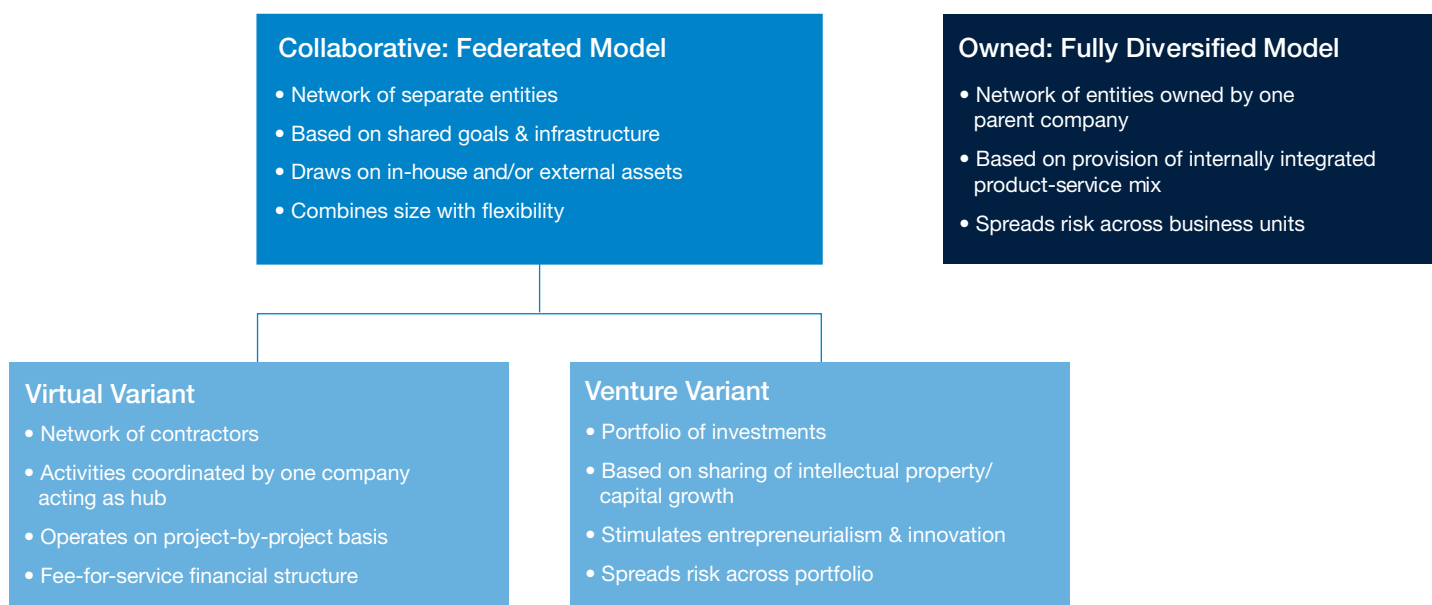 Collaborative: Federated Model
• Network of separate entities
• Based on shared goals & infrastructure
• Draws on in-house and/or external assets
• Combines size with flexibility
Owned: Fully Diversified Model
• Network of entities owned by one
parent company
• Based on provision of internally integrated
product-service mix
• Spreads risk across business units
Virtual Variant
• Network of contractors
• Activities coordinated by one company
acting as hub
• Operates on project-by-project basis
• Fee-for-service financial structure
Venture Variant
• Portfolio of investments
• Based on sharing of intellectual property/
capital growth
• Stimulates entrepreneurialism & innovation
• Spreads risk across portfolio